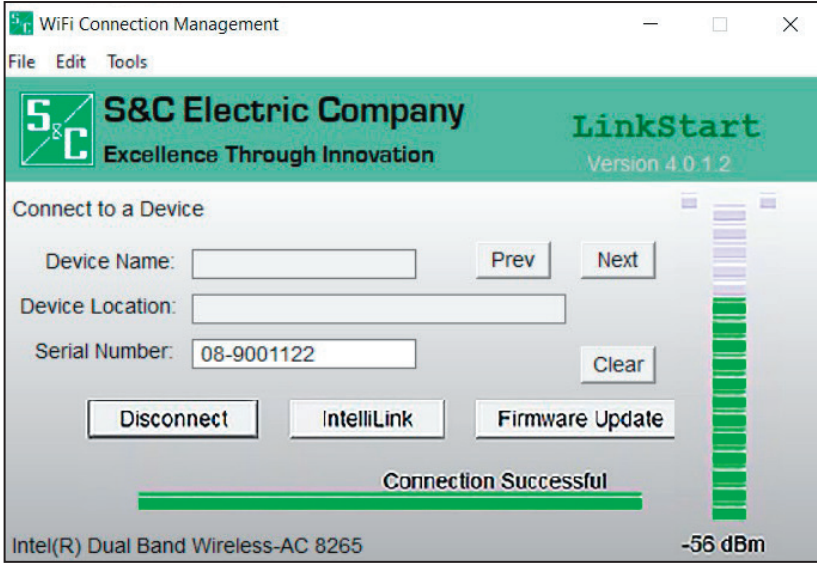 S&C WiFi Connection Management
File Edit Tools
S&C
S&C Electric Company
Excellence Through Innovation
LinkStart
Version 4.0.1.2
Connect to a Device
Device Name: Prev Next
Device Location:
Serial Number: 08-9001122
Clear
Disconnect IntelliLink Firmware Update
Connection Successful
Intel(R) Dual Band Wireless-AC 8265 -56 dBm